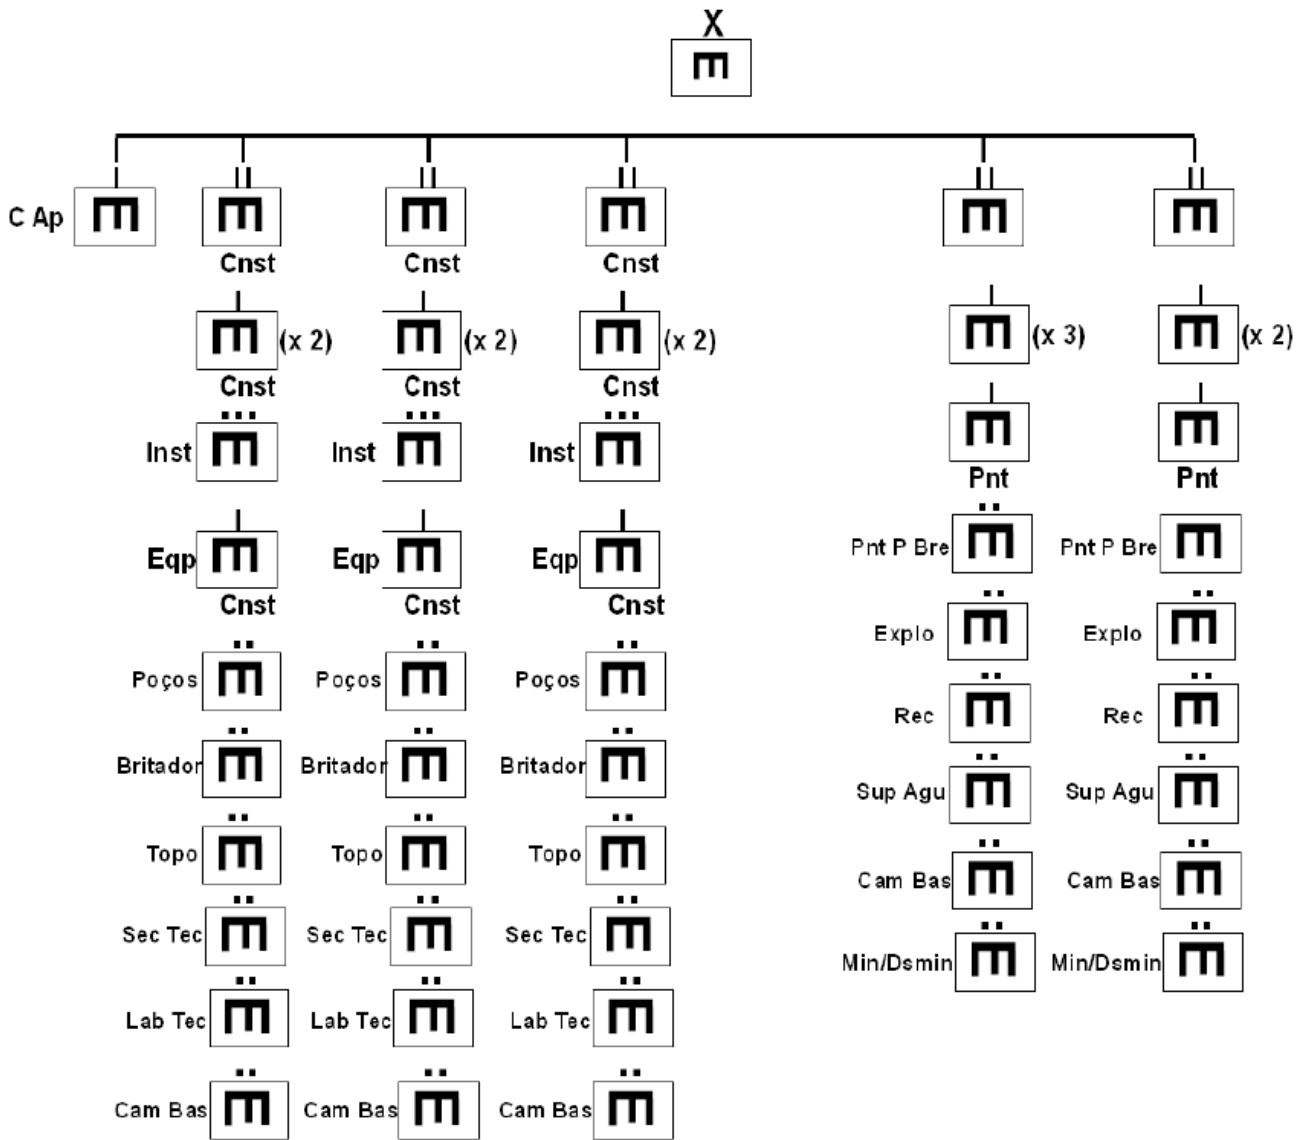 X
C Ap
Cnst Cnst Cnst
(x 2) (x 2) (x 2) (x 3) (x 2)
Cnst Cnst Cnst
Inst Inst Inst
Pnt Pnt
Pnt P Bre Pnt P Bre
Eqp Eqp Eqp
Cnst Cnst Cnst
Explo Explo
Poços Poços Poços
Rec Rec
Britador Britador Britador
Sup Agu Sup Agu
Topo Topo Topo
Cam Bas Cam Bas
Sec Tec Sec Tec Sec Tec
Min/Dsmin Min/Dsmin
Lab Tec Lab Tec Lab Tec
Cam Bas Cam Bas Cam Bas